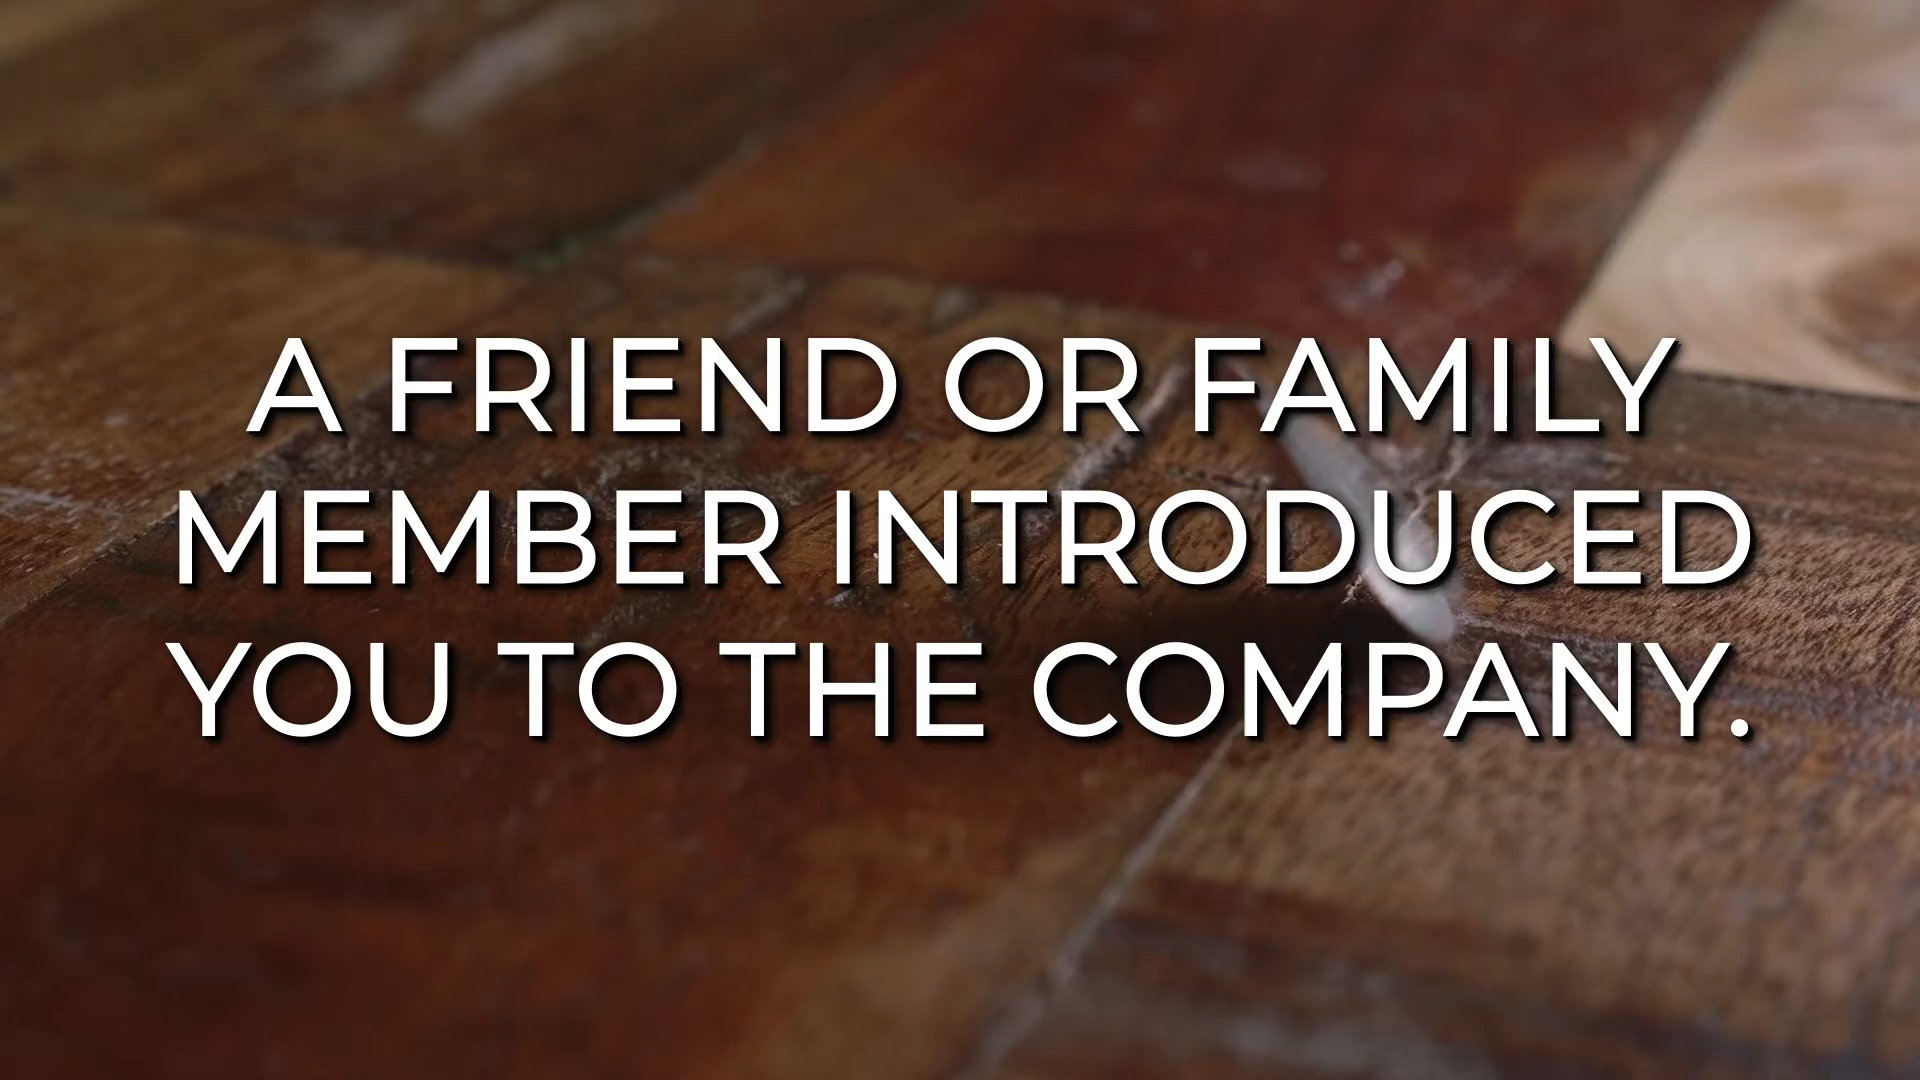 A FRIEND OR FAMILY
MEMBER INTRODUCED
YOU TO THE COMPANY.